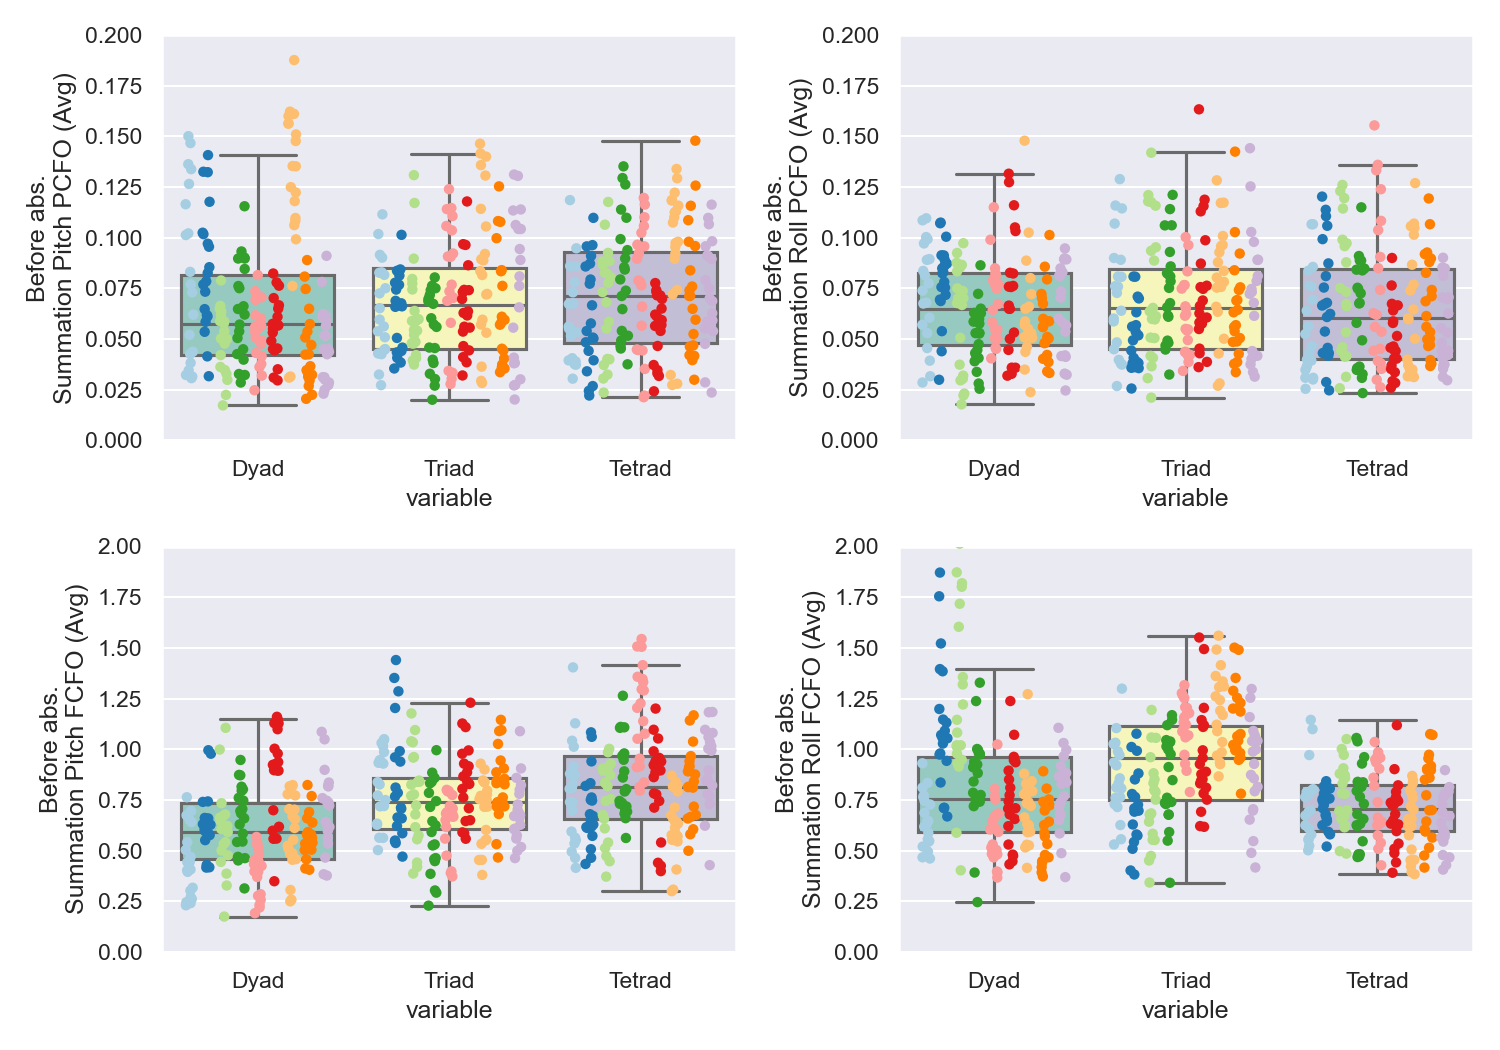 Before abs.
Summation Pitch PCFO (Avg)
0.200
0.175
0.150
0.125
0.100
0.075
0.050
0.025
0.000
Dyad Triad Tetrad
variable
Before abs.
Summation Roll PCFO (Avg)
0.200
0.175
0.150
0.125
0.100
0.075
0.050
0.025
0.000
Dyad Triad Tetrad
variable
Before abs.
Summation Pitch FCFO (Avg)
2.00
1.75
1.50
1.25
1.00
0.75
0.50
0.25
0.00
Dyad Triad Tetrad
variable
Before abs.
Summation Roll FCFO (Avg)
2.00
1.75
1.50
1.25
1.00
0.75
0.50
0.25
0.00
Dyad Triad Tetrad
variable